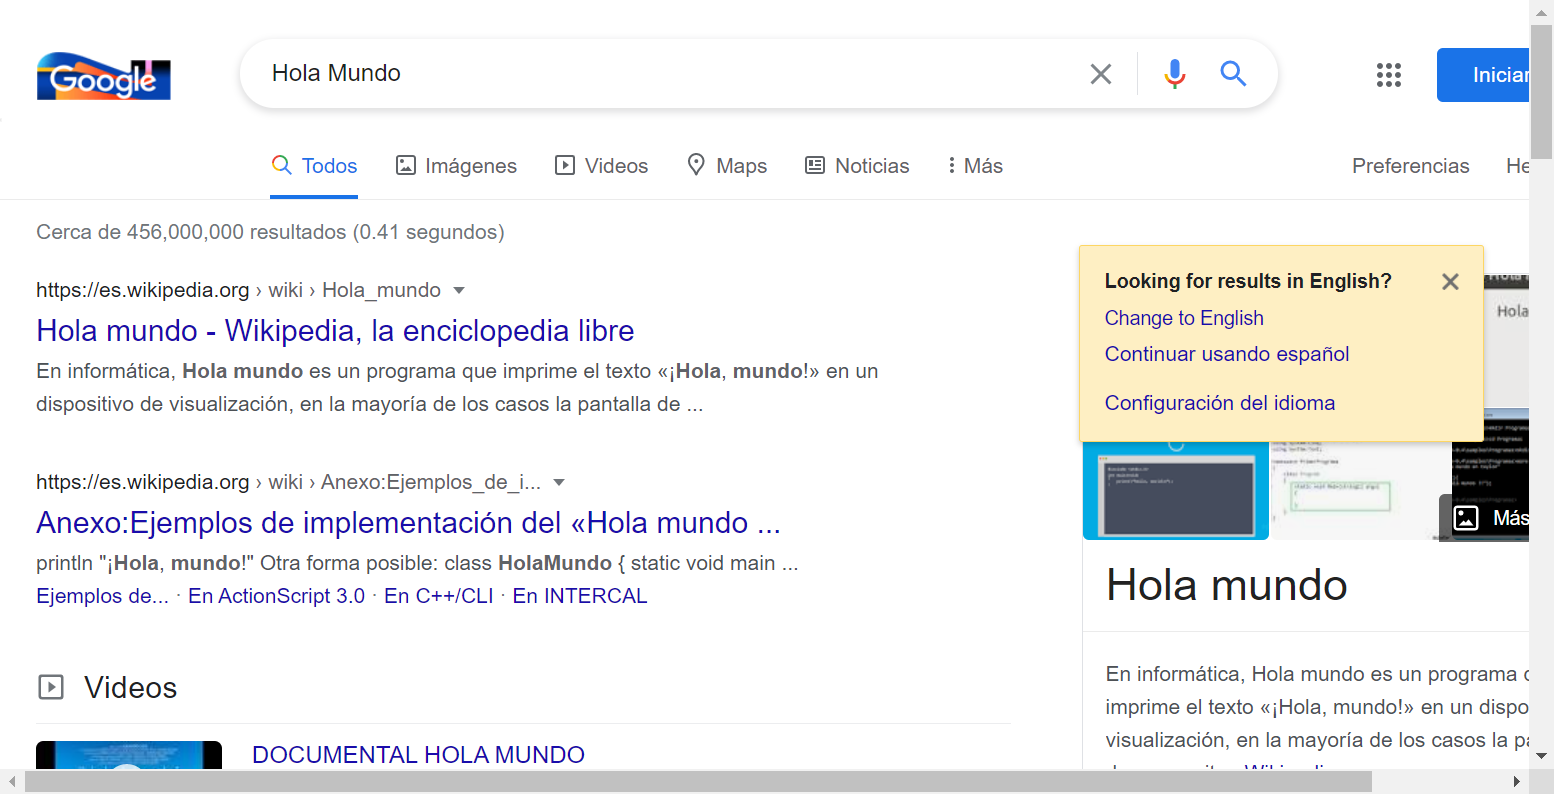 Google
Hola Mundo
Iniciar
Todos
Imágenes
Videos
Maps
Noticias
Más
Preferencias
He
Cerca de 456,000,000 resultados (0.41 segundos)
https://es.wikipedia.org › wiki › Hola_mundo
Hola mundo - Wikipedia, la enciclopedia libre
En informática, Hola mundo es un programa que imprime el texto «¡Hola, mundo!» en un
dispositivo de visualización, en la mayoría de los casos la pantalla de ...
https://es.wikipedia.org › wiki › Anexo:Ejemplos_de_i...
Anexo:Ejemplos de implementación del «Hola mundo ...
println "¡Hola, mundo!" Otra forma posible: class HolaMundo { static void main ...
Ejemplos de... · En ActionScript 3.0 · En C++/CLI · En INTERCAL
Videos
DOCUMENTAL HOLA MUNDO
Looking for results in English?
Change to English
Continuar usando español
Configuración del idioma
Hola
Más
Hola mundo
En informática, Hola mundo es un programa
imprime el texto «¡Hola, mundo!» en un dispo
visualización, en la mayoría de los casos la